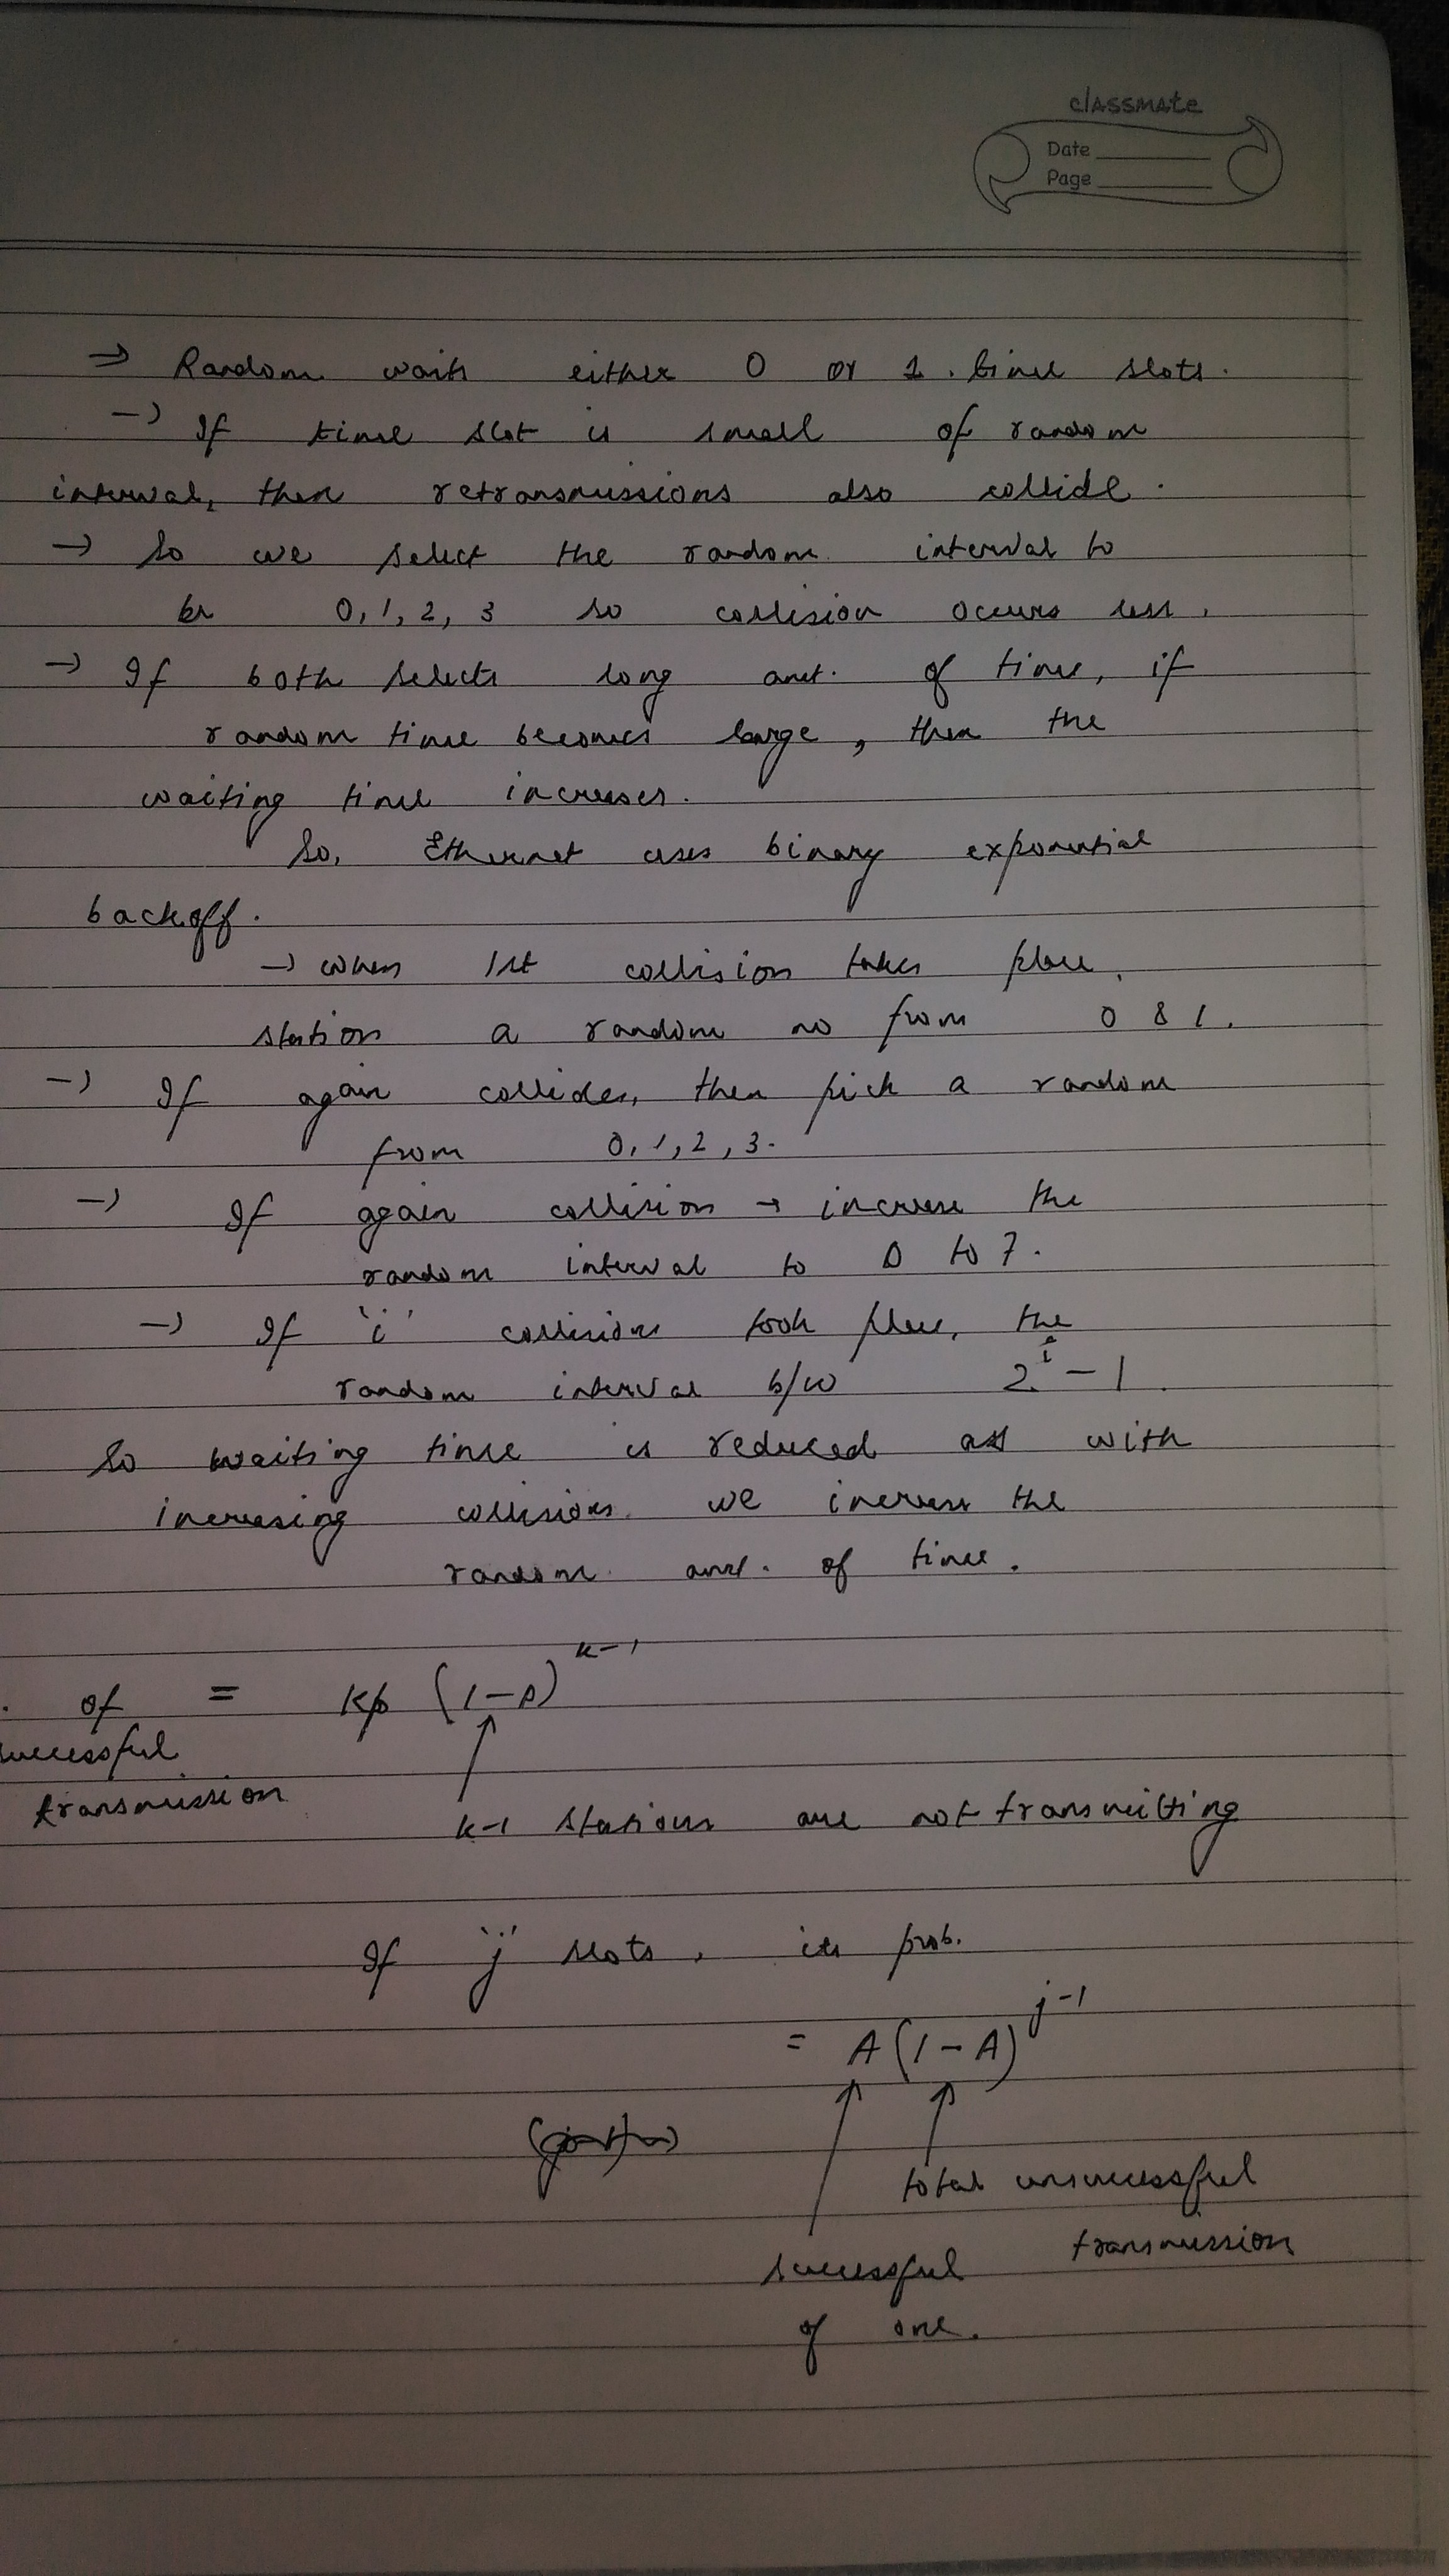 classmate
Date
Page
⇒ Random waits either 0 or 1. time slots.
→ If time slot is small of random
interval, then retransmissions also collide.
→ So we select the random interval to
be 0, 1, 2, 3 so collision occurs less.
→ If both selects long amt. of time, if
random time becomes large, then the
waiting time increases.
So, Ethernet uses binary exponential
backoff.
→ when 1st collision takes place,
station a random no from 0 & 1.
→ If again collides, then pick a random
from 0, 1, 2, 3.
→ If again collision → increase the
random interval to 0 to 7.
→ If 'i' collisions took place, the
random interval b/w 2^i - 1.
So waiting time is reduced as with
increasing collisions we increase the
random amt. of time.
. of = kp (1-p)^k-1
successful
transmission
k-1 stations are not transmitting
If 'j' slots, its prob.
= A(1-A)^j-1
total unsuccessful
transmission
successful
of one.